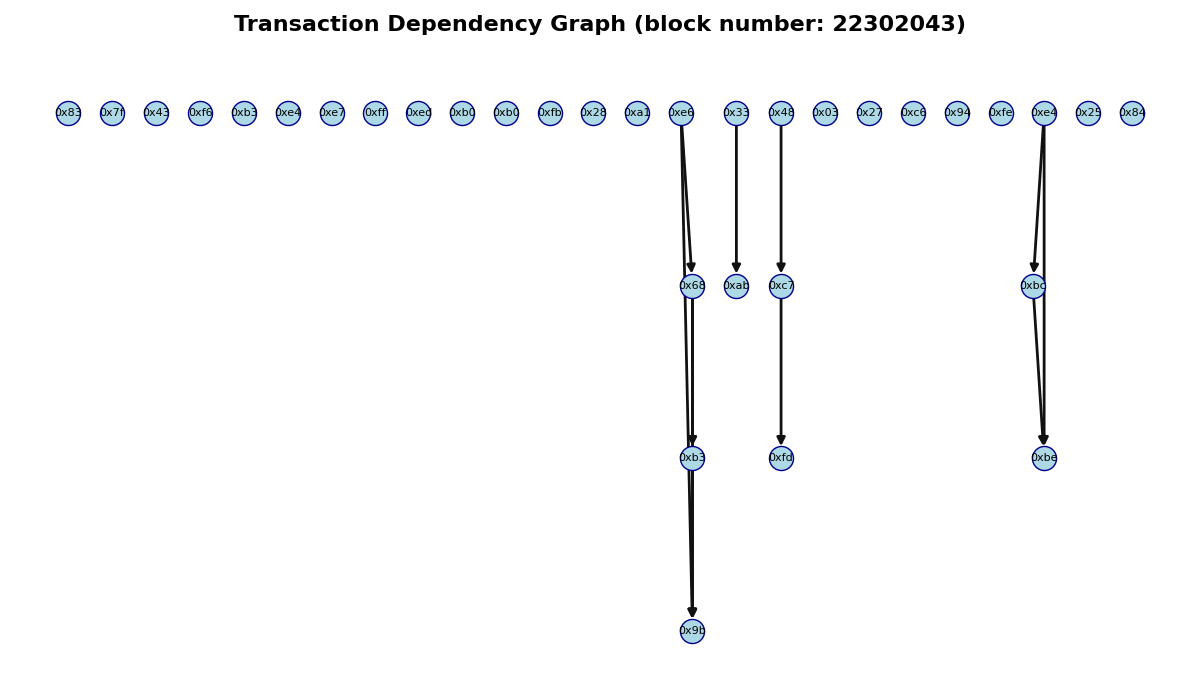 Transaction Dependency Graph (block number: 22302043)
0x83 0x7f 0x43 0xf6 0xb3 0xe4 0xe7 0xff 0xed 0xb0 0xb0 0xfb 0x28 0xa1 0xe6 0x33 0x48 0x03 0x27 0xc6 0x94 0xfe 0xe4 0x25 0x84
0x68 0xab 0xc7 0xbc
0xb3 0xfd 0xbe
0x9b